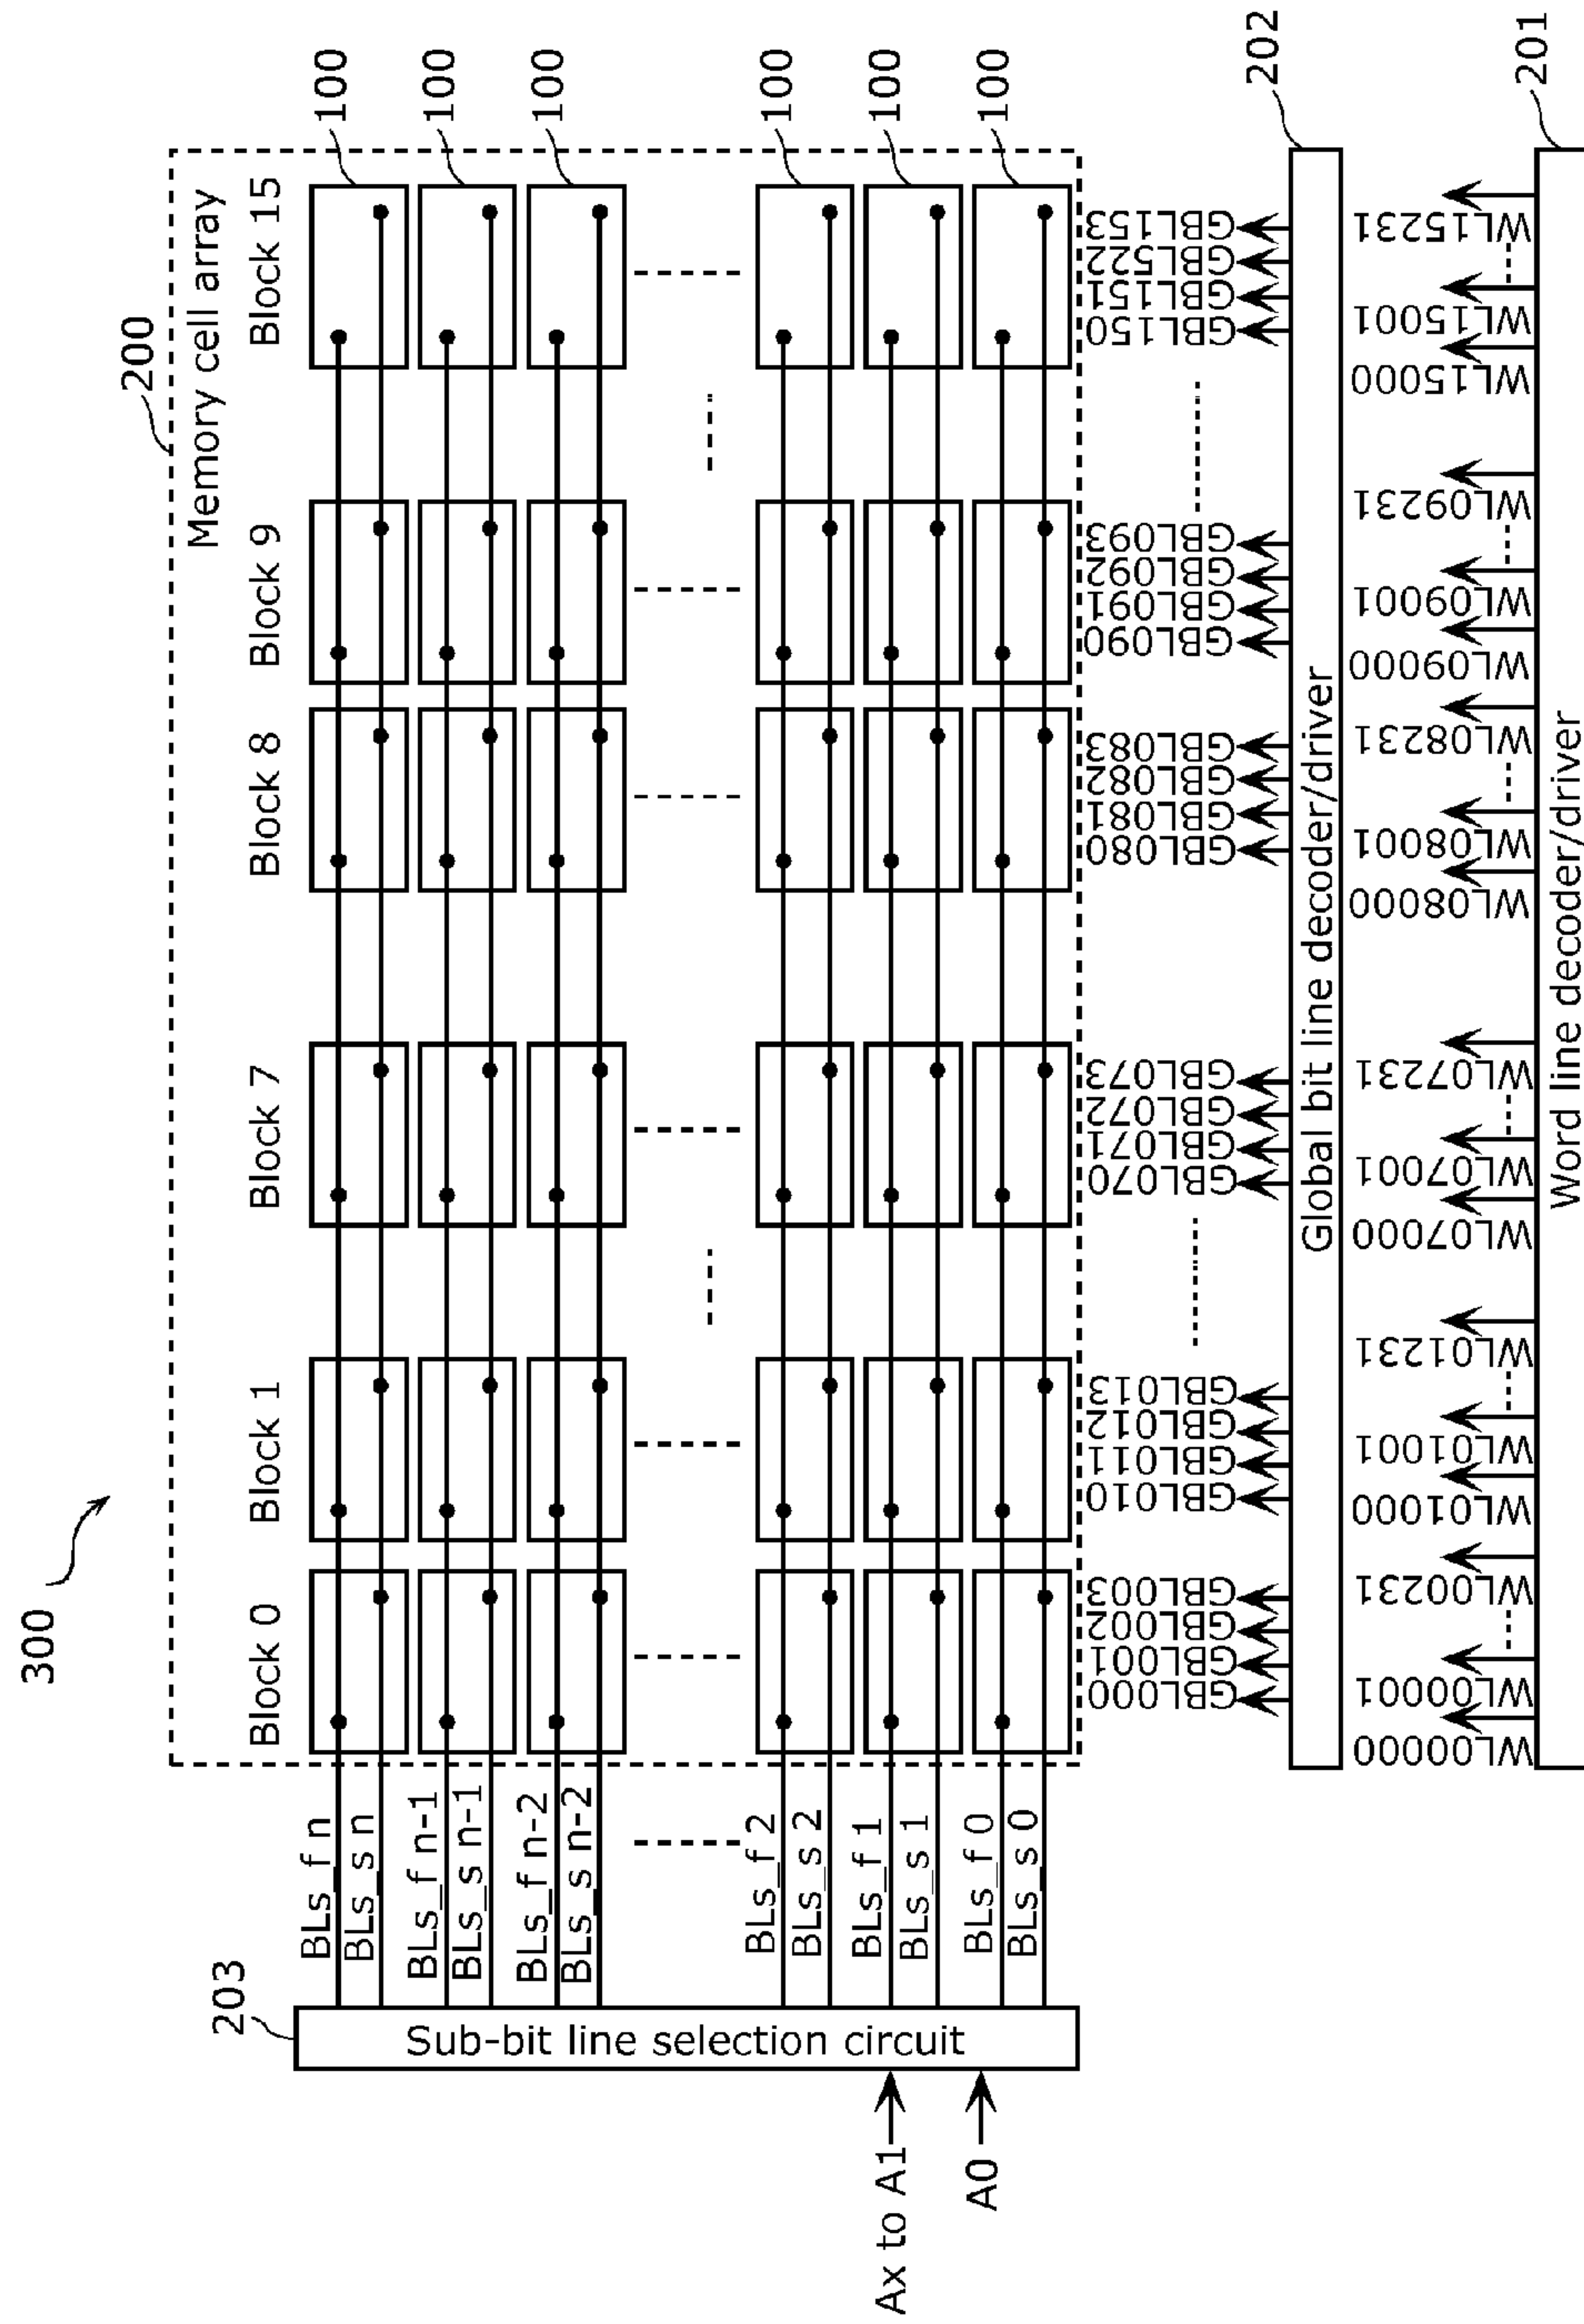 300
200
Memory cell array
Block 0
Block 1
Block 7
Block 8
Block 9
Block 15
203
Sub-bit line selection circuit
Ax to A1
A0
BLs_f n
BLs_s n
100
BLs_f n-1
BLs_s n-1
100
BLs_f n-2
BLs_s n-2
100
BLs_f 2
BLs_s 2
100
BLs_f 1
BLs_s 1
100
BLs_f 0
BLs_s 0
100
GBL000
GBL001
GBL002
GBL003
GBL010
GBL011
GBL012
GBL013
GBL070
GBL071
GBL072
GBL073
GBL080
GBL081
GBL082
GBL083
GBL090
GBL091
GBL092
GBL093
GBL150
GBL151
GBL522
GBL153
Global bit line decoder/driver
202
WL00000
WL00001
WL00231
WL01000
WL01001
WL01231
WL07000
WL07001
WL07231
WL08000
WL08001
WL08231
WL09000
WL09001
WL09231
WL15000
WL15001
WL15231
Word line decoder/driver
201